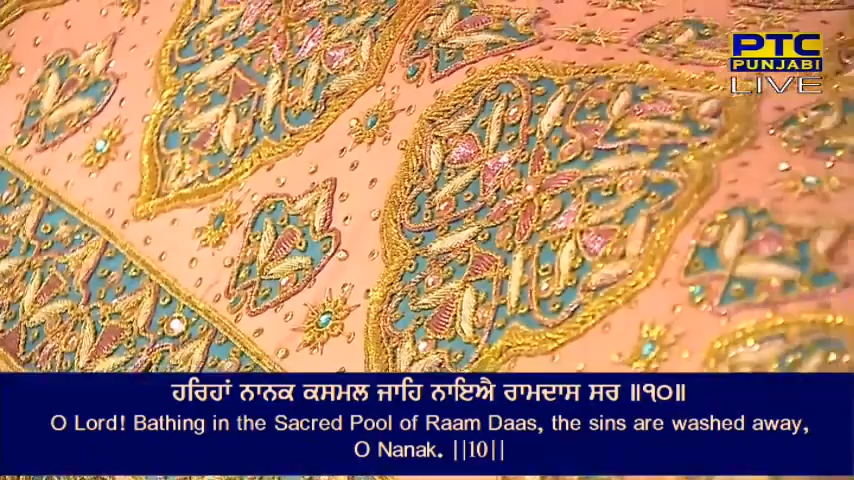 PTC
PUNJABI
LIVE
ਹਰਿਹਾਂ ਨਾਨਕ ਕਸਮਲ ਜਾਹਿ ਨਾਇਐ ਰਾਮਦਾਸ ਸਰ ॥੧੦॥
O Lord! Bathing in the Sacred Pool of Raam Daas, the sins are washed away,
O Nanak. ||10||